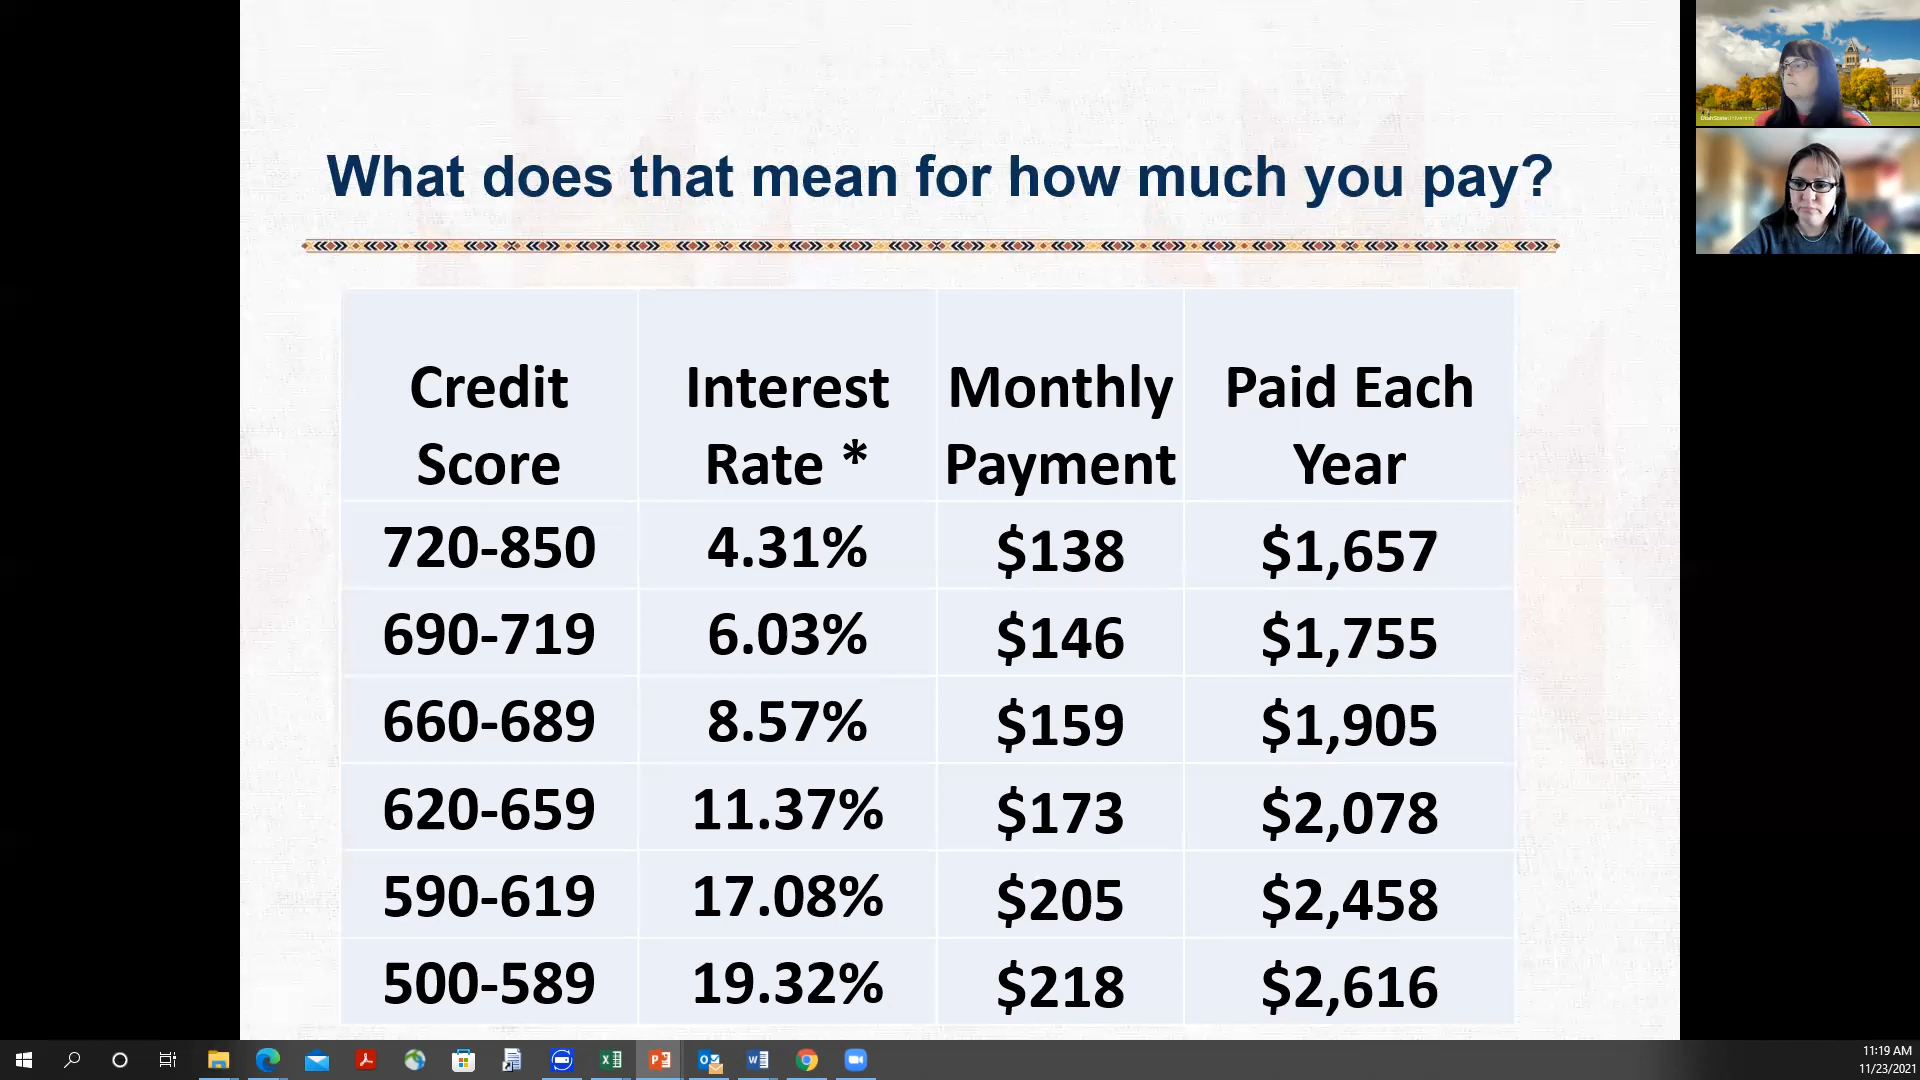 What does that mean for how much you pay?
Credit Score Interest Rate * Monthly Payment Paid Each Year
720-850 4.31% $138 $1,657
690-719 6.03% $146 $1,755
660-689 8.57% $159 $1,905
620-659 11.37% $173 $2,078
590-619 17.08% $205 $2,458
500-589 19.32% $218 $2,616
UtahStateUniversity
11:19 AM
11/23/2021